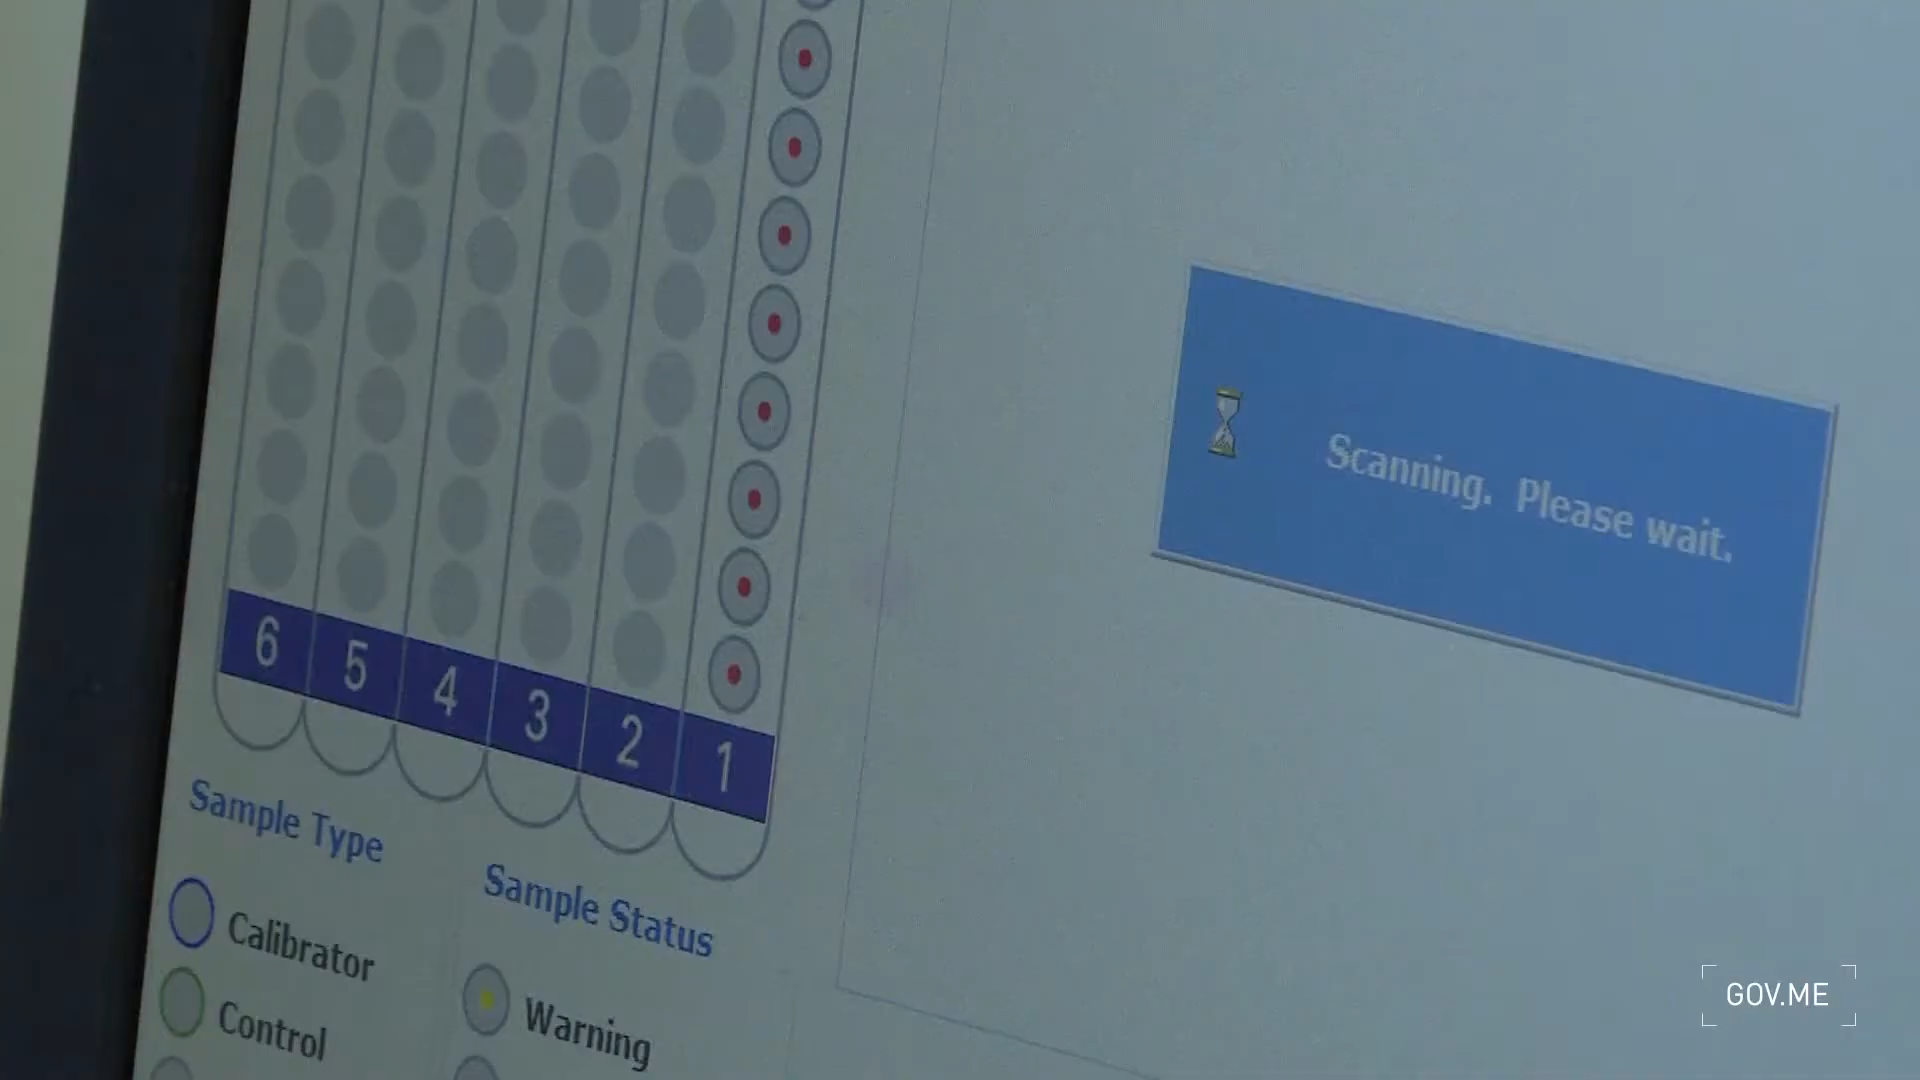 Scanning. Please wait.
6 5 4 3 2 1
Sample Type
Sample Status
Calibrator
Warning
Control
GOV.ME